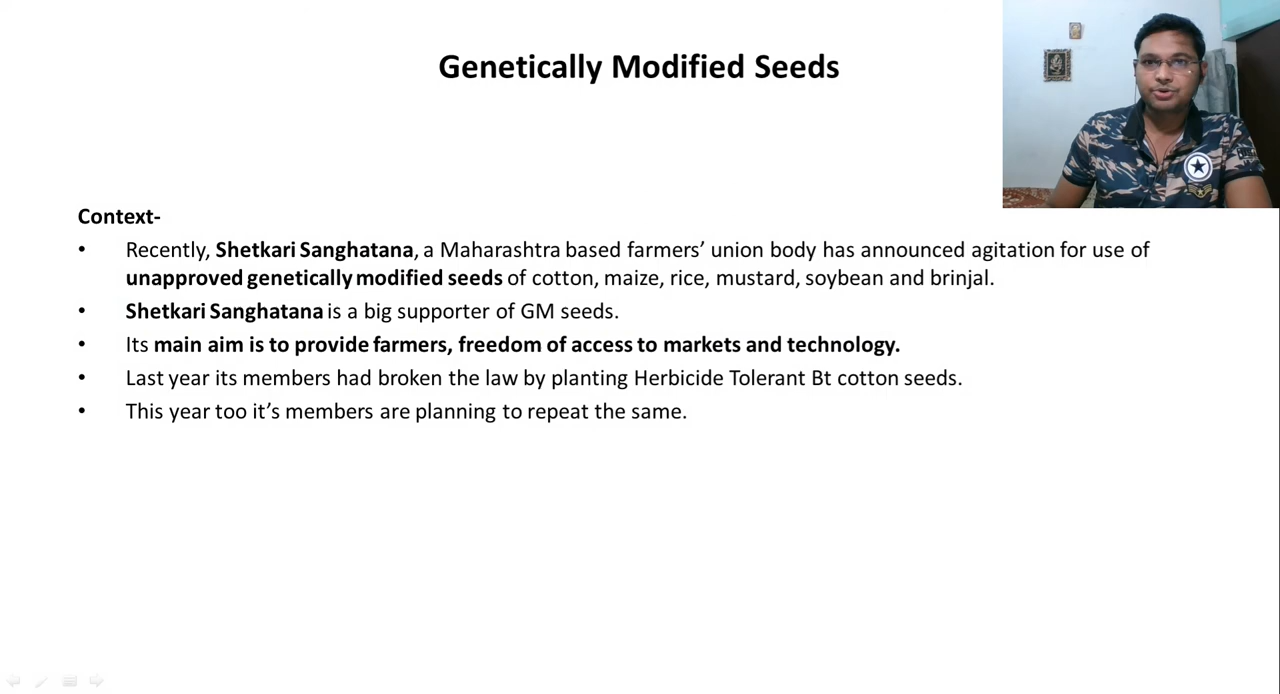 Genetically Modified Seeds
Context-
• Recently, Shetkari Sanghatana, a Maharashtra based farmers’ union body has announced agitation for use of
unapproved genetically modified seeds of cotton, maize, rice, mustard, soybean and brinjal.
• Shetkari Sanghatana is a big supporter of GM seeds.
• Its main aim is to provide farmers, freedom of access to markets and technology.
• Last year its members had broken the law by planting Herbicide Tolerant Bt cotton seeds.
• This year too it’s members are planning to repeat the same.